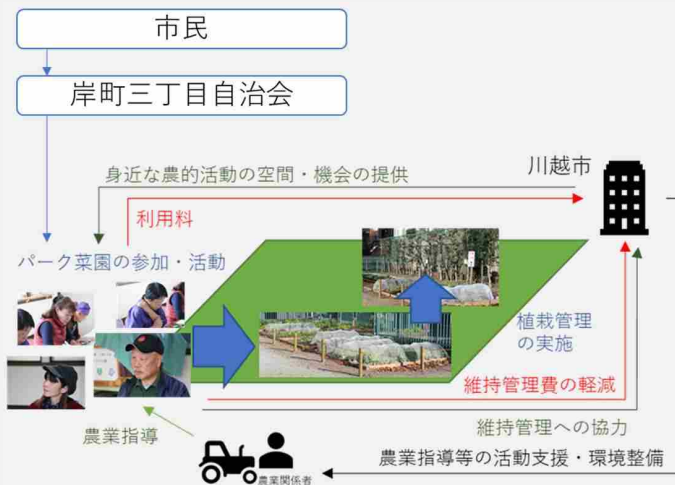 市民
岸町三丁目自治会
川越市
身近な農的活動の空間・機会の提供
利用料
パーク菜園の参加・活動
植栽管理
の実施
維持管理費の軽減
維持管理への協力
農業指導
農業指導等の活動支援・環境整備
農業関係者